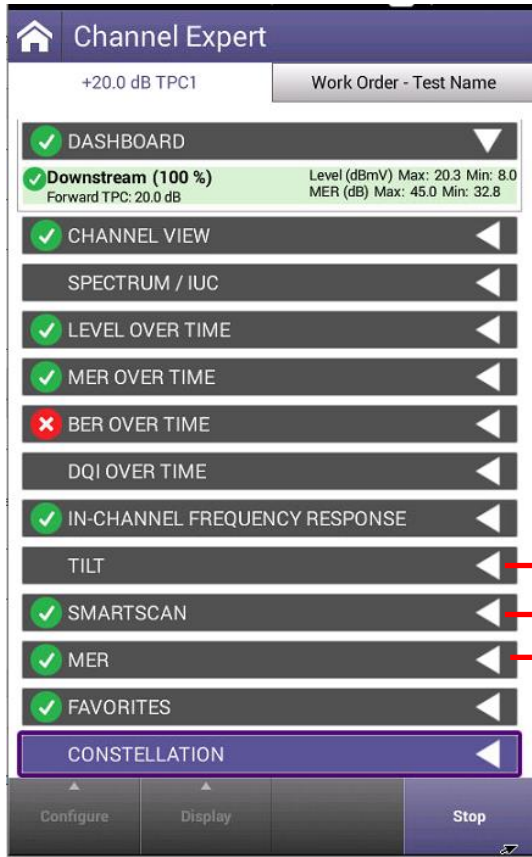 Channel Expert
+20.0 dB TPC1
Work Order - Test Name
DASHBOARD
Downstream (100 %)
Level (dBmV) Max: 20.3 Min: 8.0
Forward TPC: 20.0 dB
MER (dB) Max: 45.0 Min: 32.8
CHANNEL VIEW
SPECTRUM / IUC
LEVEL OVER TIME
MER OVER TIME
BER OVER TIME
DQI OVER TIME
IN-CHANNEL FREQUENCY RESPONSE
TILT
SMARTSCAN
MER
FAVORITES
CONSTELLATION
Configure
Display
Stop